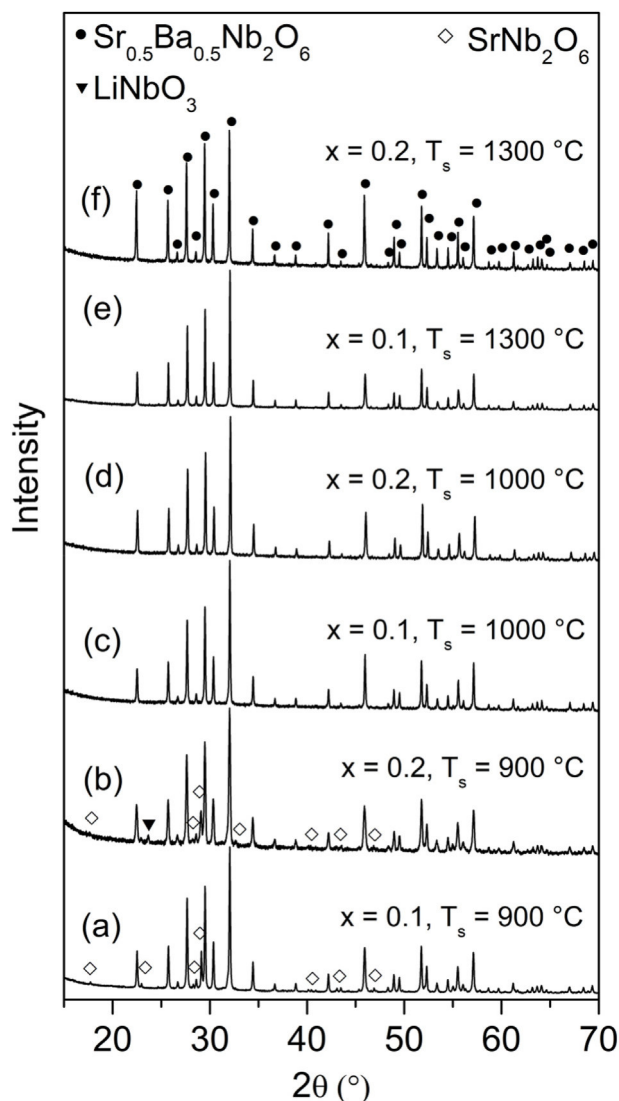 ● Sr₀.₅Ba₀.₅Nb₂O₆ ◇ SrNb₂O₆
▼ LiNbO₃
(f) x = 0.2, Tₛ = 1300 °C
(e) x = 0.1, Tₛ = 1300 °C
(d) x = 0.2, Tₛ = 1000 °C
(c) x = 0.1, Tₛ = 1000 °C
(b) x = 0.2, Tₛ = 900 °C
(a) x = 0.1, Tₛ = 900 °C
Intensity
20 30 40 50 60 70
2θ (°)